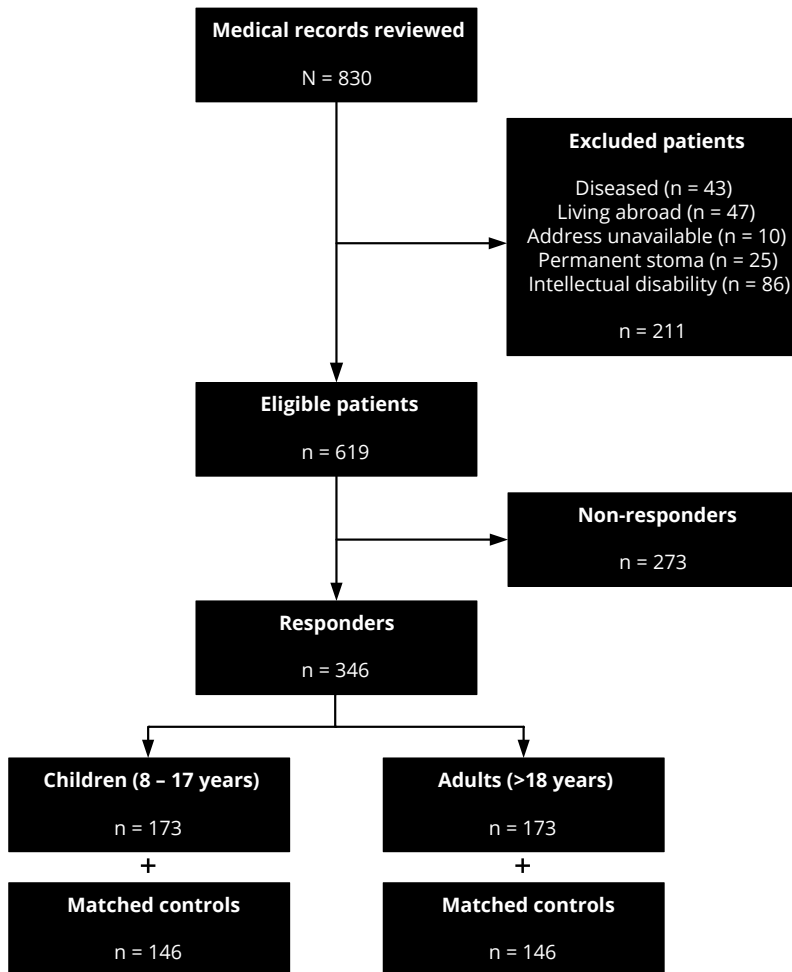 Medical records reviewed
N = 830
Excluded patients
Diseased (n = 43)
Living abroad (n = 47)
Address unavailable (n = 10)
Permanent stoma (n = 25)
Intellectual disability (n = 86)
n = 211
Eligible patients
n = 619
Non-responders
n = 273
Responders
n = 346
Children (8 – 17 years)
n = 173
+
Matched controls
n = 146
Adults (>18 years)
n = 173
+
Matched controls
n = 146